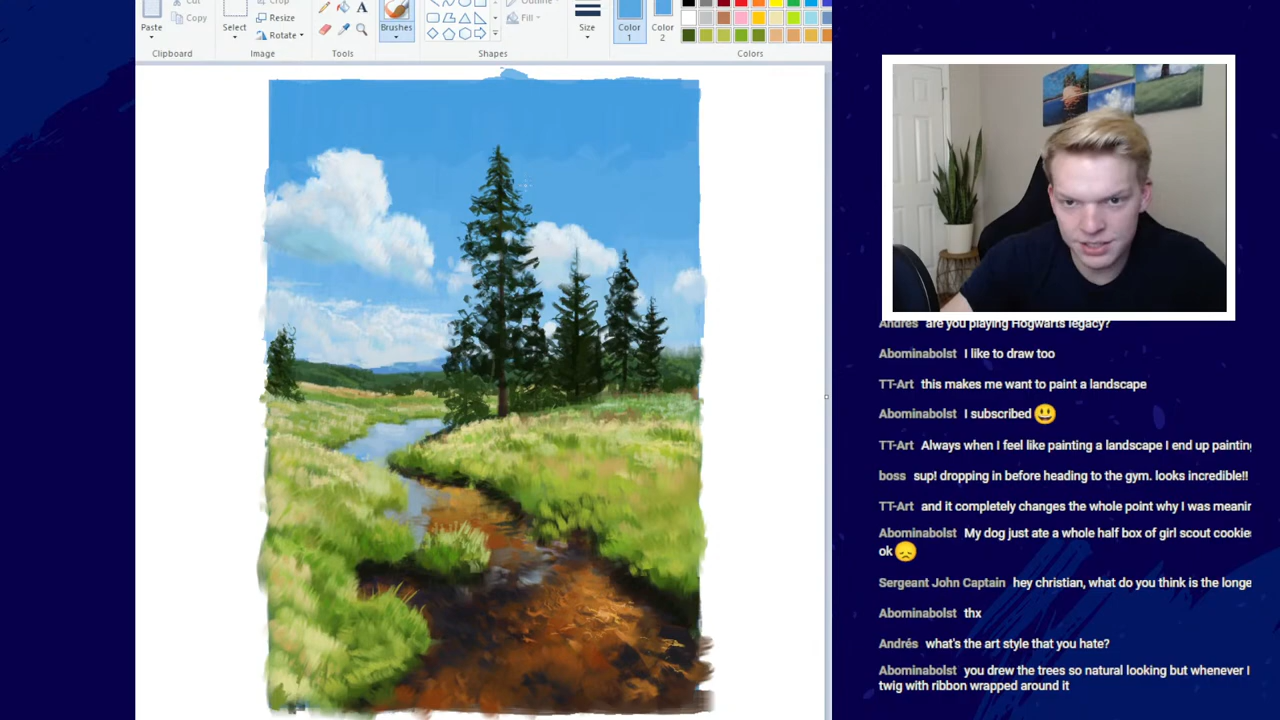 Paste
Cut
Copy
Clipboard
Select
Crop
Resize
Rotate
Image
A
Tools
Brushes
Outline
Fill
Shapes
Size
Color
1
Color
2
Colors
Andrés are you playing Hogwarts legacy?
Abominabolst I like to draw too
TT-Art this makes me want to paint a landscape
Abominabolst I subscribed 😃
TT-Art Always when I feel like painting a landscape I end up painting
boss sup! dropping in before heading to the gym. looks incredible!!
TT-Art and it completely changes the whole point why I was meanin
Abominabolst My dog just ate a whole half box of girl scout cookie
ok 😞
Sergeant John Captain hey christian, what do you think is the longe
Abominabolst thx
Andrés what's the art style that you hate?
Abominabolst you drew the trees so natural looking but whenever I
twig with ribbon wrapped around it